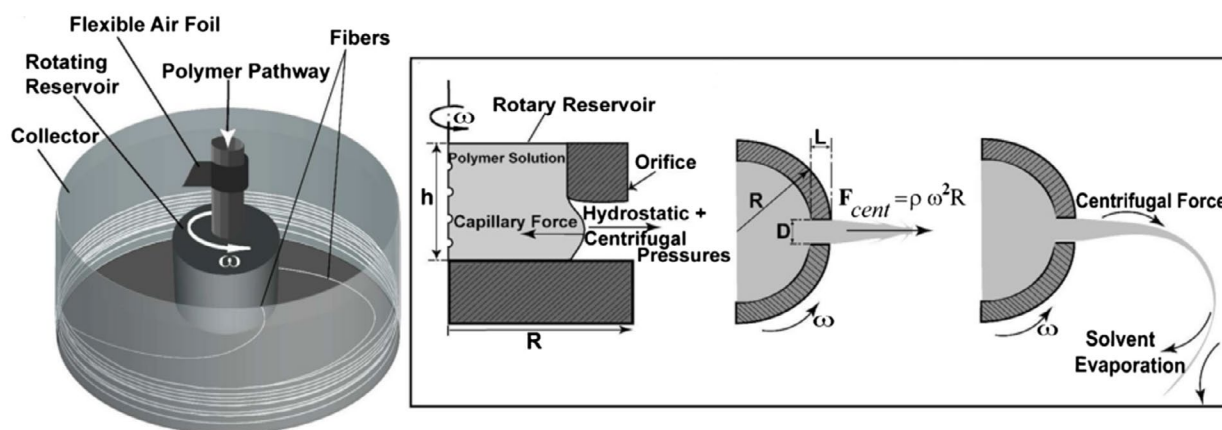 Flexible Air Foil
Rotating
Reservoir
Polymer Pathway
Fibers
Collector
ω
ω
Rotary Reservoir
Polymer Solution
Orifice
h
Capillary Force
Hydrostatic +
Centrifugal
Pressures
R
L
R
D
F cent = ρ ω²R
ω
Centrifugal Force
ω
Solvent
Evaporation